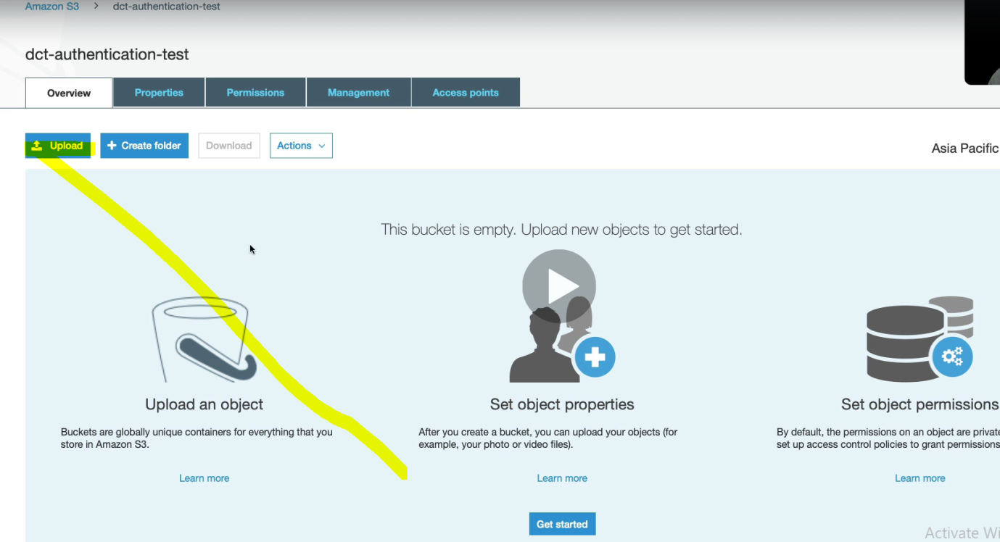 Amazon S3 > dct-authentication-test
dct-authentication-test
Overview Properties Permissions Management Access points
Upload + Create folder Download Actions
Asia Pacific
This bucket is empty. Upload new objects to get started.
Upload an object Set object properties Set object permissions
Buckets are globally unique containers for everything that you After you create a bucket, you can upload your objects (for By default, the permissions on an object are private
store in Amazon S3. example, your photo or video files). set up access control policies to grant permissions
Learn more Learn more Learn more
Get started
Activate